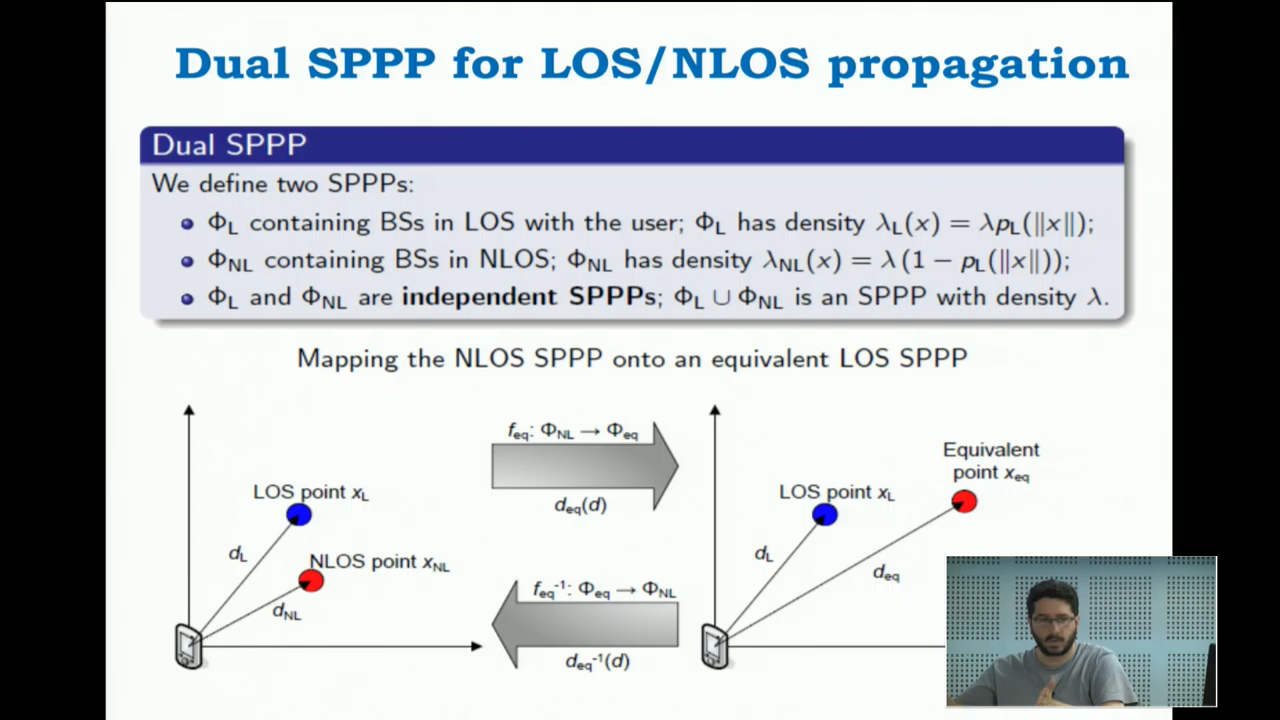 Dual SPPP for LOS/NLOS propagation
Dual SPPP
We define two SPPPs:
Φ_L containing BSs in LOS with the user; Φ_L has density λ_L(x) = λp_L(‖x‖);
Φ_NL containing BSs in NLOS; Φ_NL has density λ_NL(x) = λ(1 − p_L(‖x‖));
Φ_L and Φ_NL are independent SPPPs; Φ_L ∪ Φ_NL is an SPPP with density λ.
Mapping the NLOS SPPP onto an equivalent LOS SPPP
LOS point x_L
d_L
NLOS point x_NL
d_NL
f_eq: Φ_NL → Φ_eq
d_eq(d)
f_eq⁻¹: Φ_eq → Φ_NL
d_eq⁻¹(d)
Equivalent
point x_eq
LOS point x_L
d_L
d_eq